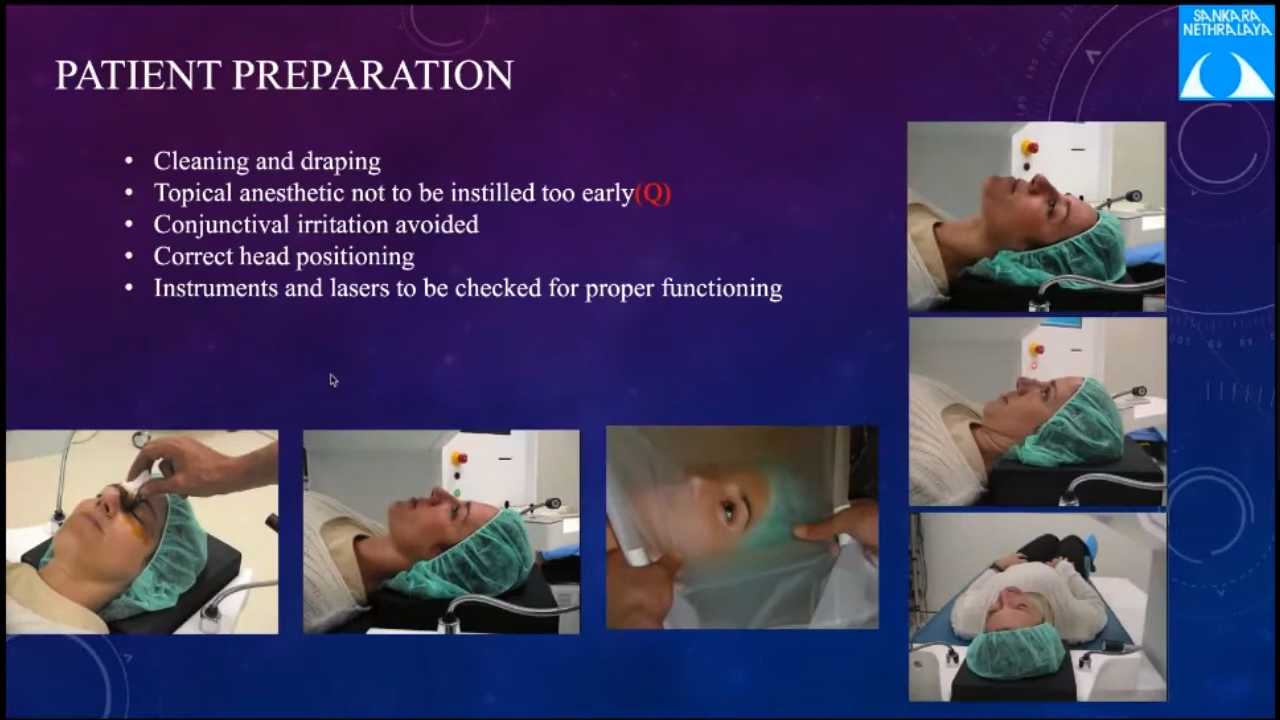 SANKARA
NETHRALAYA
PATIENT PREPARATION
• Cleaning and draping
• Topical anesthetic not to be instilled too early(Q)
• Conjunctival irritation avoided
• Correct head positioning
• Instruments and lasers to be checked for proper functioning